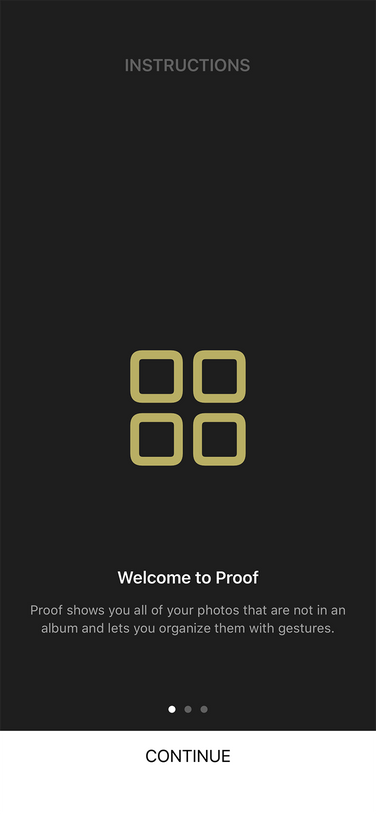 INSTRUCTIONS
Welcome to Proof
Proof shows you all of your photos that are not in an
album and lets you organize them with gestures.
CONTINUE